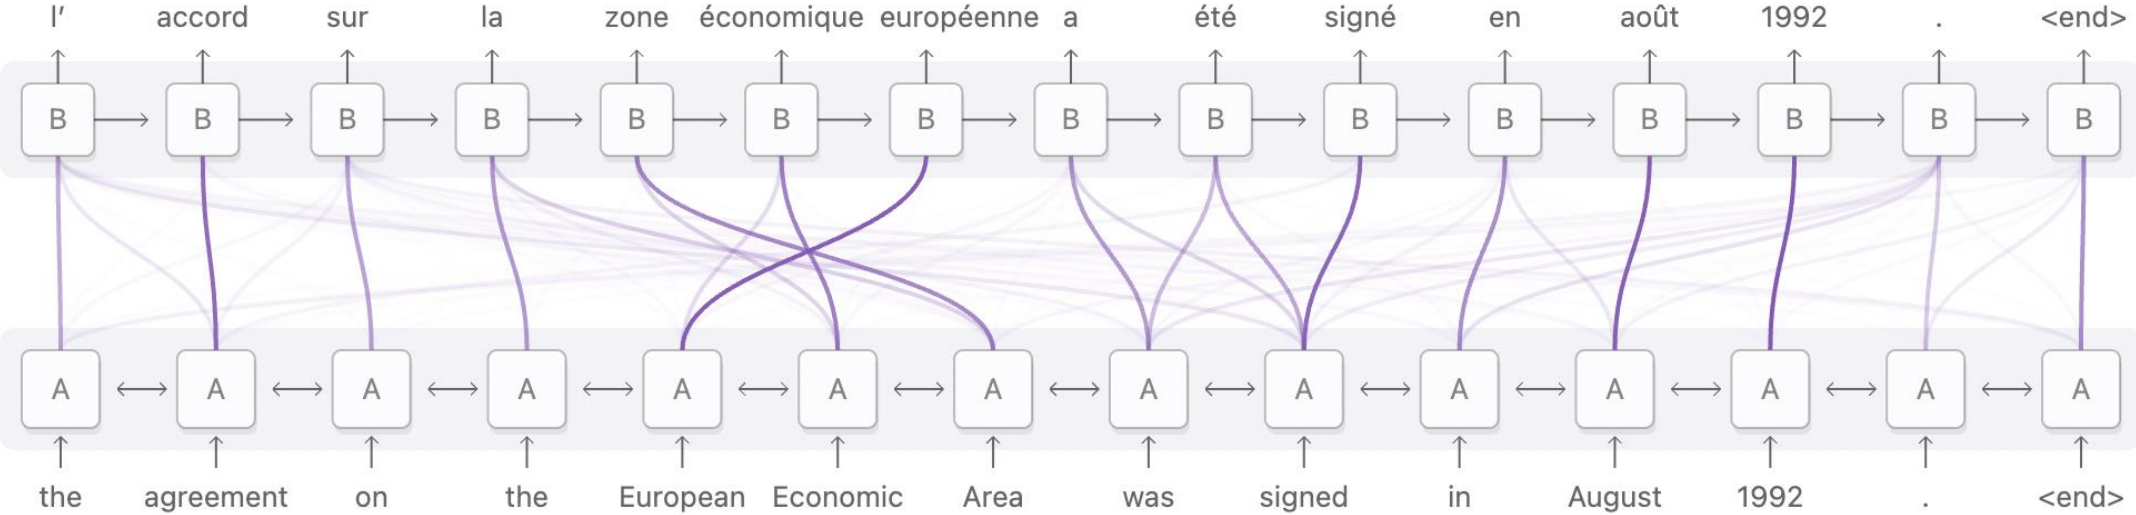 l’ accord sur la zone économique européenne a été signé en août 1992 . <end>
B B B B B B B B B B B B B B B
A A A A A A A A A A A A A A
the agreement on the European Economic Area was signed in August 1992 . <end>